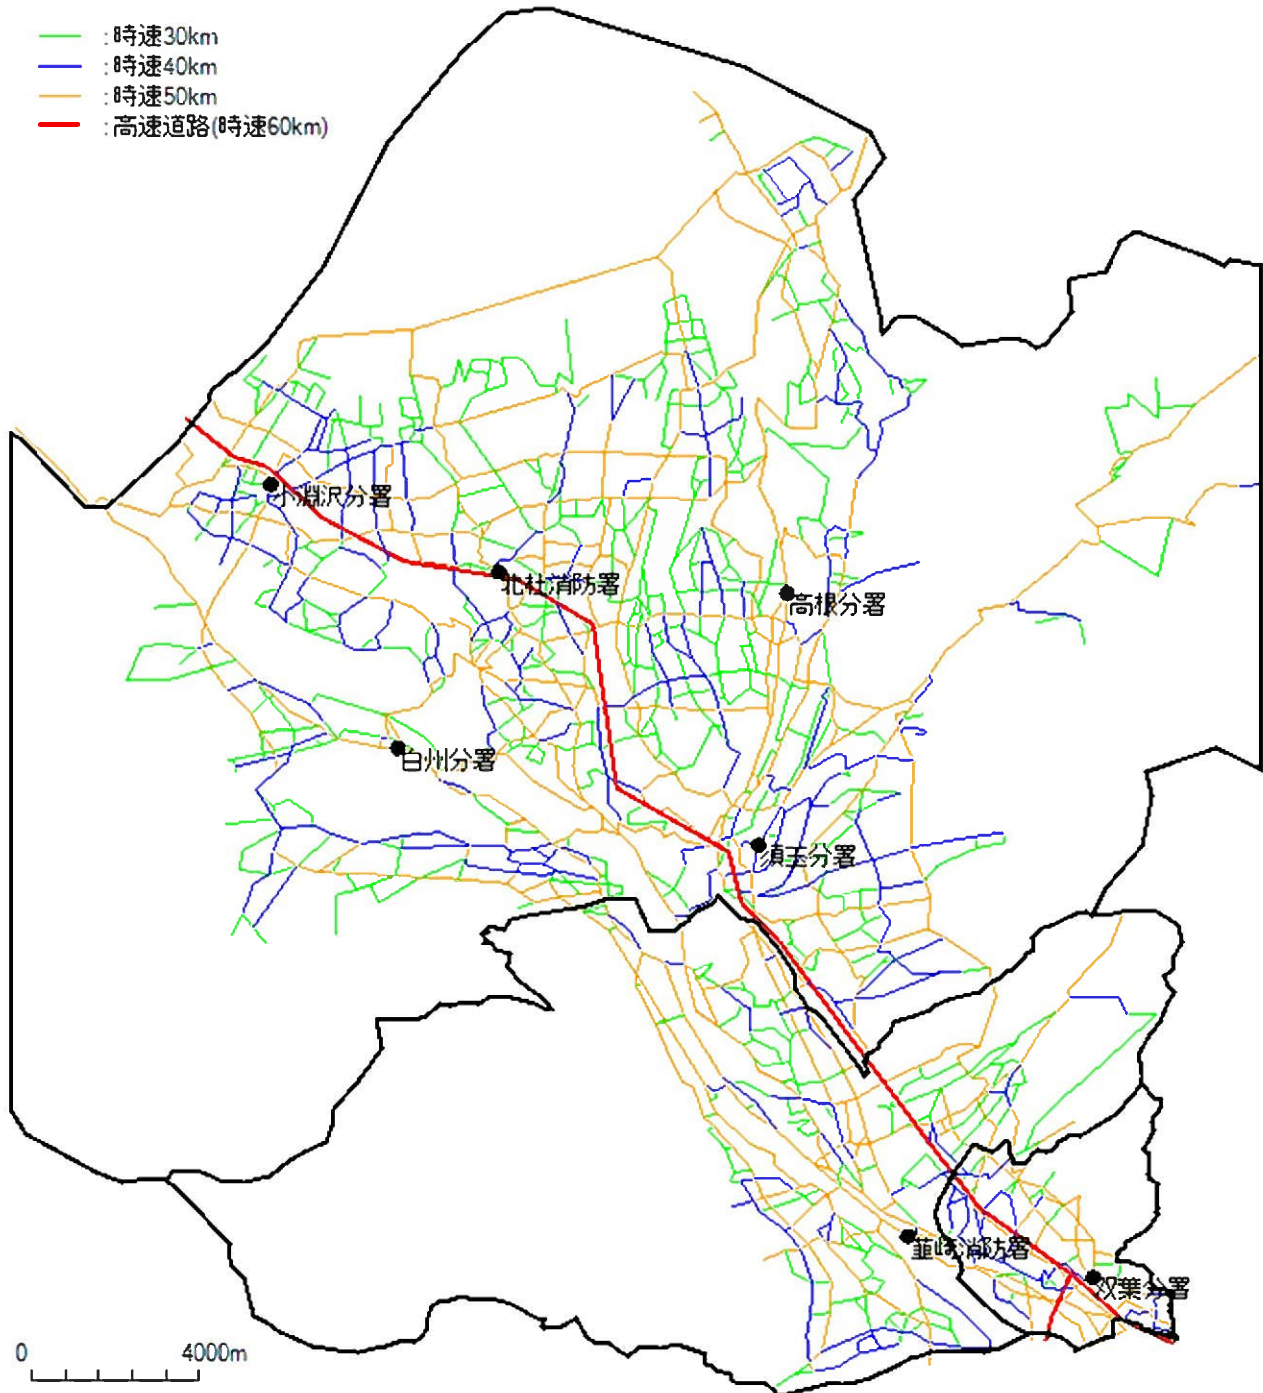 :時速30km
:時速40km
:時速50km
:高速道路(時速60km)
小淵沢分署
北杜消防署
高根分署
白州分署
須玉分署
韮崎消防署
双葉分署
0 4000m